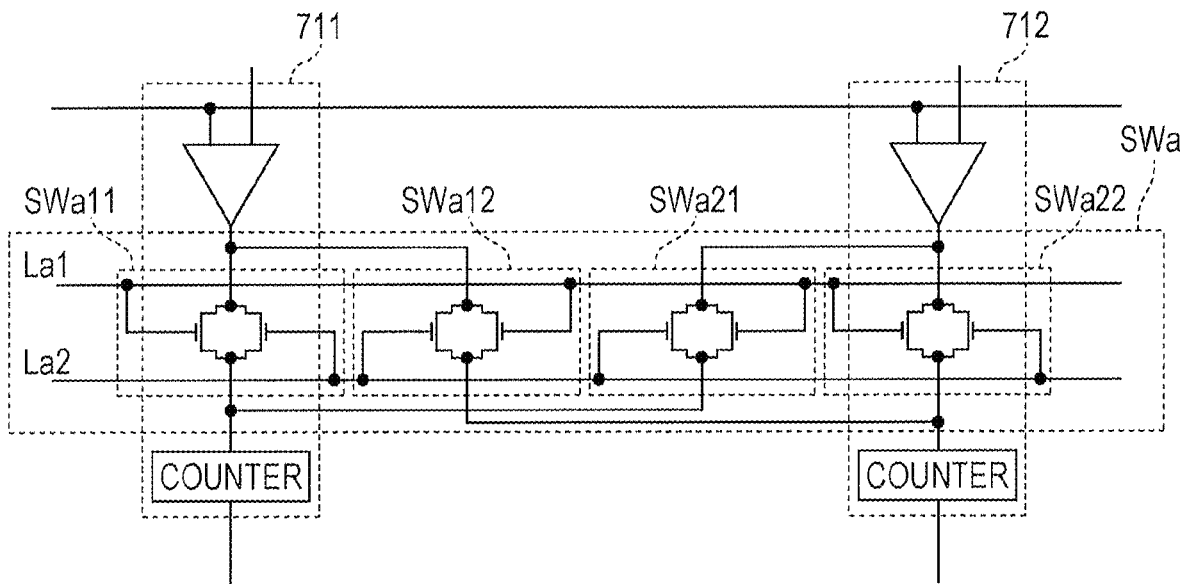 711
712
SWa
SWa11
SWa12
SWa21
SWa22
La1
La2
COUNTER
COUNTER